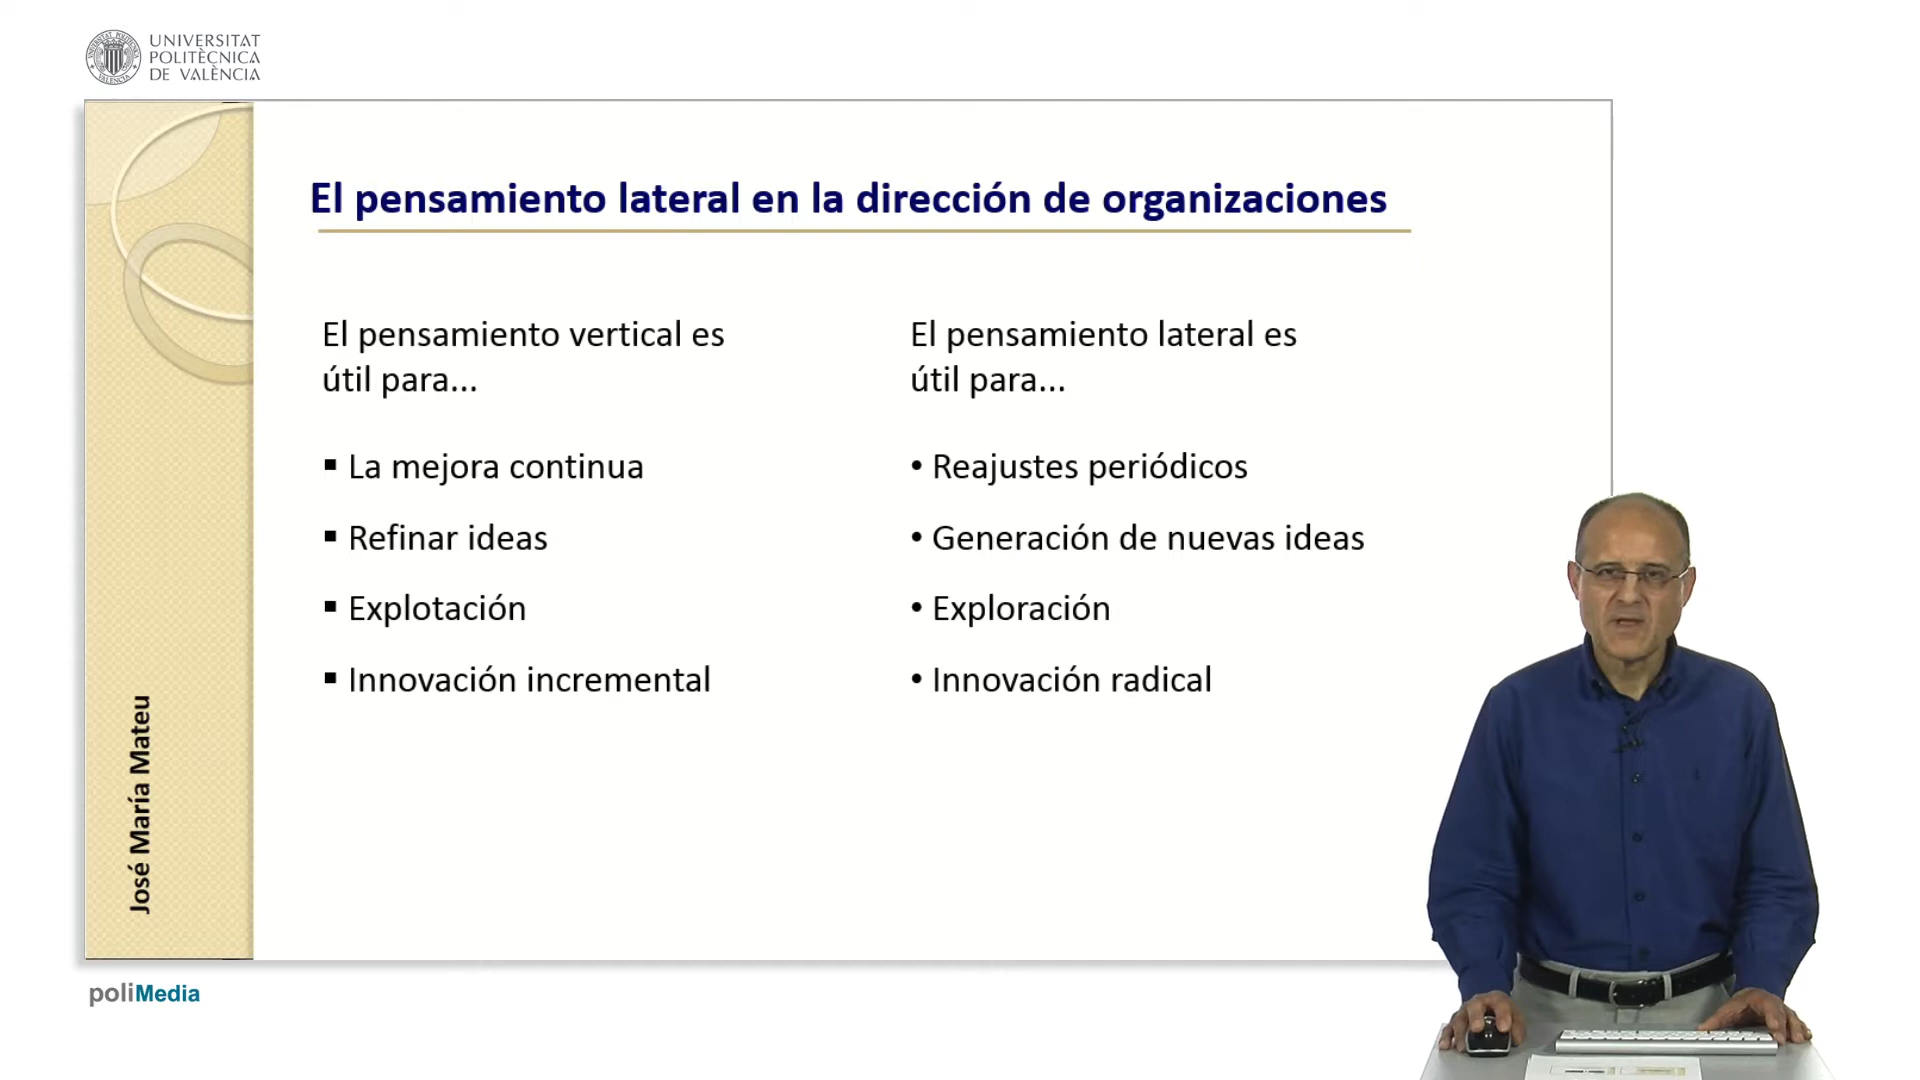 UNIVERSITAT
POLITÈCNICA
DE VALÈNCIA
El pensamiento lateral en la dirección de organizaciones
El pensamiento vertical es
útil para...
▪ La mejora continua
▪ Refinar ideas
▪ Explotación
▪ Innovación incremental
El pensamiento lateral es
útil para...
• Reajustes periódicos
• Generación de nuevas ideas
• Exploración
• Innovación radical
José María Mateu
poliMedia